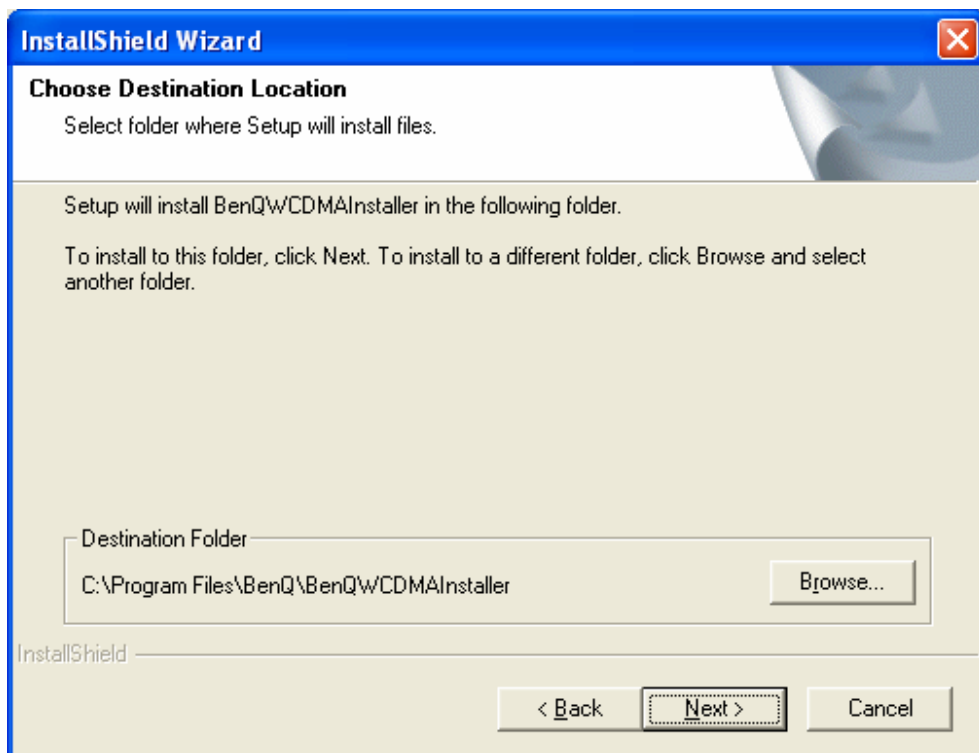 InstallShield Wizard
Choose Destination Location
Select folder where Setup will install files.
Setup will install BenQWCDMAInstaller in the following folder.
To install to this folder, click Next. To install to a different folder, click Browse and select
another folder.
Destination Folder
C:\Program Files\BenQ\BenQWCDMAInstaller
Browse...
InstallShield
< Back
Next >
Cancel